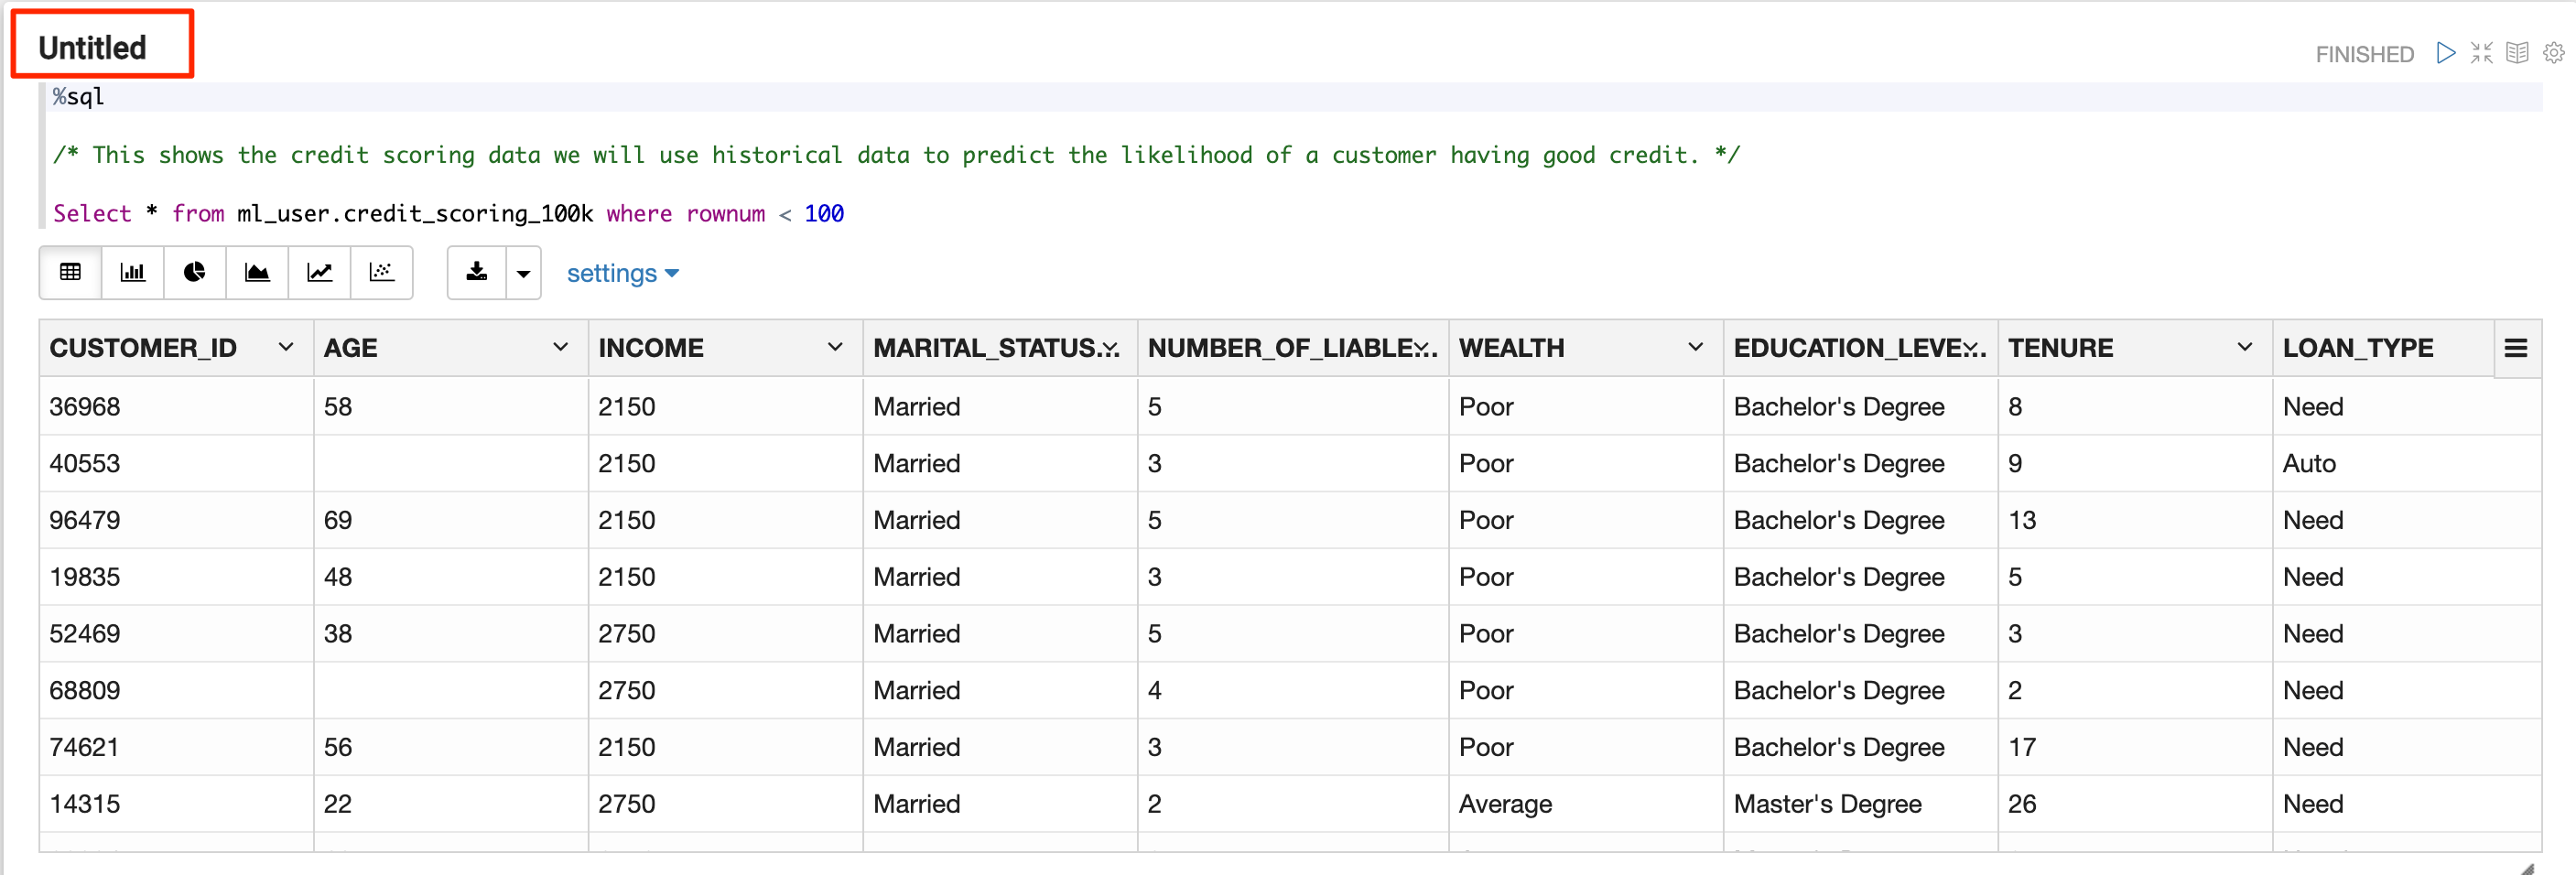 Untitled
FINISHED
%sql
/* This shows the credit scoring data we will use historical data to predict the likelihood of a customer having good credit. */
Select * from ml_user.credit_scoring_100k where rownum < 100
settings
CUSTOMER_ID AGE INCOME MARITAL_STATUS... NUMBER_OF_LIABLE... WEALTH EDUCATION_LEVE... TENURE LOAN_TYPE
36968 58 2150 Married 5 Poor Bachelor's Degree 8 Need
40553 2150 Married 3 Poor Bachelor's Degree 9 Auto
96479 69 2150 Married 5 Poor Bachelor's Degree 13 Need
19835 48 2150 Married 3 Poor Bachelor's Degree 5 Need
52469 38 2750 Married 5 Poor Bachelor's Degree 3 Need
68809 2750 Married 4 Poor Bachelor's Degree 2 Need
74621 56 2150 Married 3 Poor Bachelor's Degree 17 Need
14315 22 2750 Married 2 Average Master's Degree 26 Need